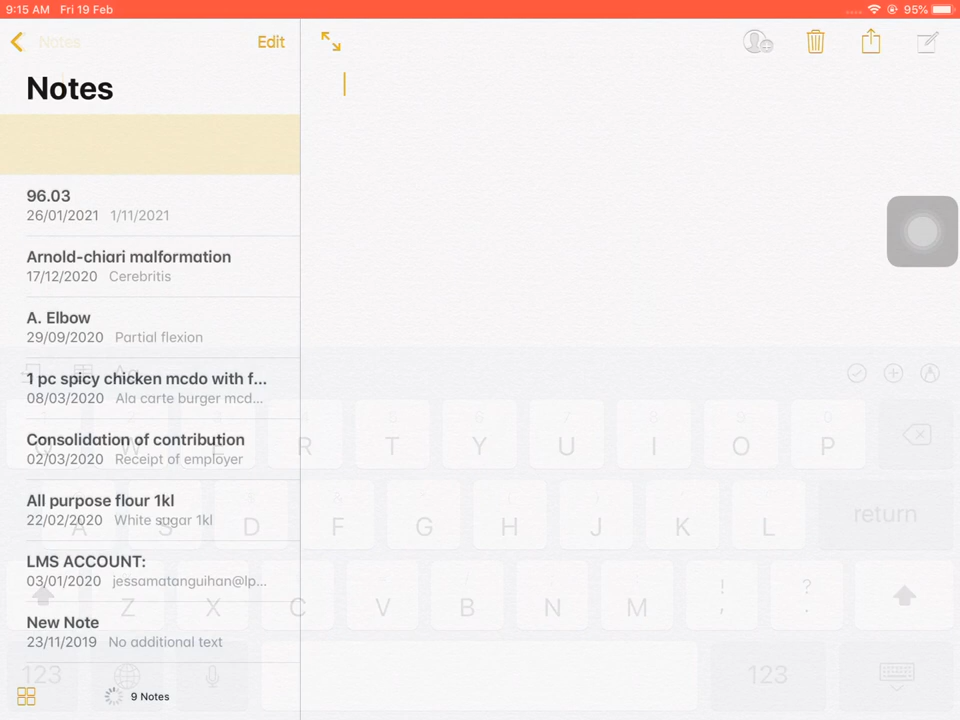 9:15 AM Fri 19 Feb 95%
Notes Edit
Notes
96.03
26/01/2021 1/11/2021
Arnold-chiari malformation
17/12/2020 Cerebritis
A. Elbow
29/09/2020 Partial flexion
1 pc spicy chicken mcdo with f...
08/03/2020 Ala carte burger mcd...
Consolidation of contribution
02/03/2020 Receipt of employer
All purpose flour 1kl
22/02/2020 White sugar 1kl
LMS ACCOUNT:
03/01/2020 jessamatanguihan@lp...
New Note
23/11/2019 No additional text
9 Notes
Q W E R T Y U I O P
A S D F G H J K L return
Z X C V B N M ! , ? .
123 123